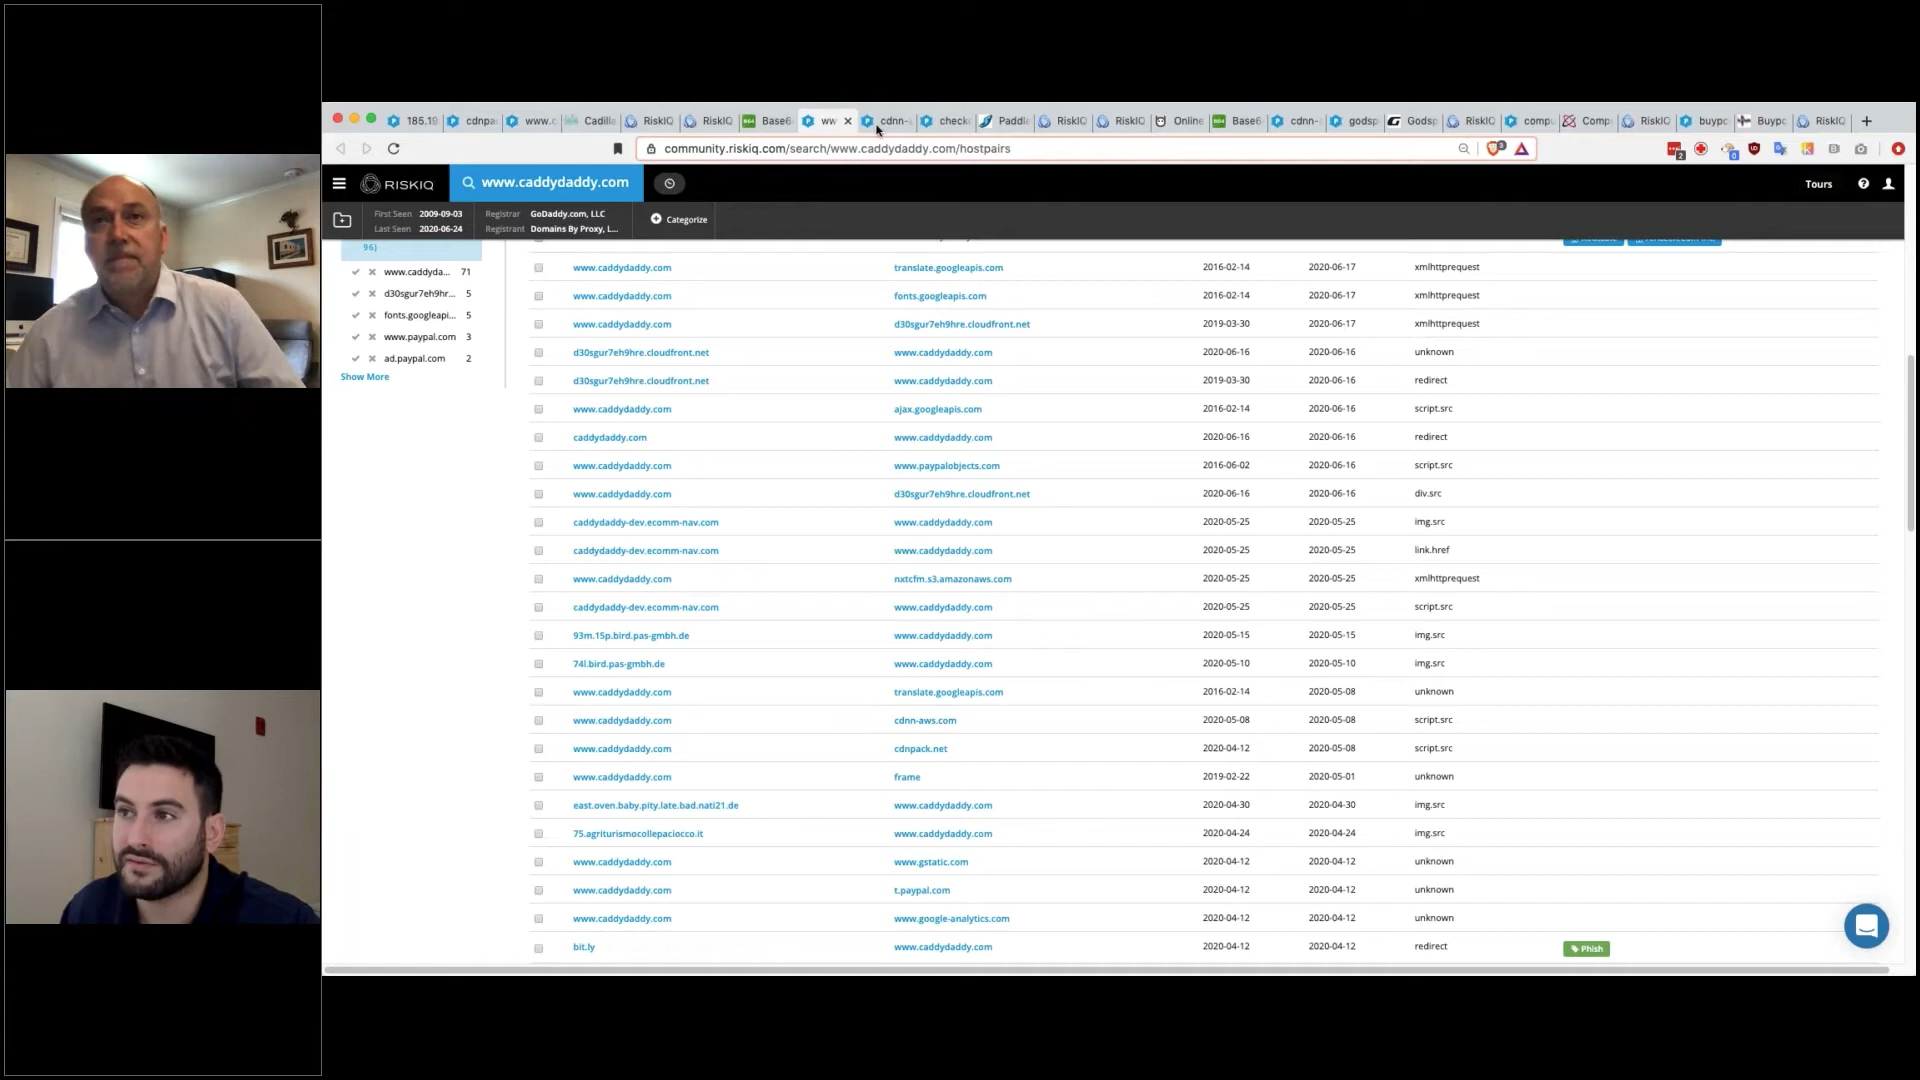 185.19 cdnpa www.c Cadilla RiskIQ RiskIQ Base6 ww cdnn- check Paddle RiskIQ RiskIQ Online Base6 cdnn- godsp Godsp RiskIQ compu Compu RiskIQ buypc Buypc RiskIQ
community.riskiq.com/search/www.caddydaddy.com/hostpairs
RISKIQ www.caddydaddy.com Tours
First Seen 2009-09-03 Registrar GoDaddy.com, LLC
Last Seen 2020-06-24 Registrant Domains By Proxy, L...
Categorize
96)
www.caddyda... 71
d30sgur7eh9hr... 5
fonts.googleapi... 5
www.paypal.com 3
ad.paypal.com 2
Show More
www.caddydaddy.com translate.googleapis.com 2016-02-14 2020-06-17 xmlhttprequest
www.caddydaddy.com fonts.googleapis.com 2016-02-14 2020-06-17 xmlhttprequest
www.caddydaddy.com d30sgur7eh9hre.cloudfront.net 2019-03-30 2020-06-17 xmlhttprequest
d30sgur7eh9hre.cloudfront.net www.caddydaddy.com 2020-06-16 2020-06-16 unknown
d30sgur7eh9hre.cloudfront.net www.caddydaddy.com 2019-03-30 2020-06-16 redirect
www.caddydaddy.com ajax.googleapis.com 2016-02-14 2020-06-16 script.src
caddydaddy.com www.caddydaddy.com 2020-06-16 2020-06-16 redirect
www.caddydaddy.com www.paypalobjects.com 2016-06-02 2020-06-16 script.src
www.caddydaddy.com d30sgur7eh9hre.cloudfront.net 2020-06-16 2020-06-16 div.src
caddydaddy-dev.ecomm-nav.com www.caddydaddy.com 2020-05-25 2020-05-25 img.src
caddydaddy-dev.ecomm-nav.com www.caddydaddy.com 2020-05-25 2020-05-25 link.href
www.caddydaddy.com nxtcfm.s3.amazonaws.com 2020-05-25 2020-05-25 xmlhttprequest
caddydaddy-dev.ecomm-nav.com www.caddydaddy.com 2020-05-25 2020-05-25 script.src
93m.15p.bird.pas-gmbh.de www.caddydaddy.com 2020-05-15 2020-05-15 img.src
74l.bird.pas-gmbh.de www.caddydaddy.com 2020-05-10 2020-05-10 img.src
www.caddydaddy.com translate.googleapis.com 2016-02-14 2020-05-08 unknown
www.caddydaddy.com cdnn-aws.com 2020-05-08 2020-05-08 script.src
www.caddydaddy.com cdnpack.net 2020-04-12 2020-05-08 script.src
www.caddydaddy.com frame 2019-02-22 2020-05-01 unknown
east.oven.baby.pity.late.bad.nati21.de www.caddydaddy.com 2020-04-30 2020-04-30 img.src
75.agriturismocollepaciocco.it www.caddydaddy.com 2020-04-24 2020-04-24 img.src
www.caddydaddy.com www.gstatic.com 2020-04-12 2020-04-12 unknown
www.caddydaddy.com t.paypal.com 2020-04-12 2020-04-12 unknown
www.caddydaddy.com www.google-analytics.com 2020-04-12 2020-04-12 unknown
bit.ly www.caddydaddy.com 2020-04-12 2020-04-12 redirect Phish